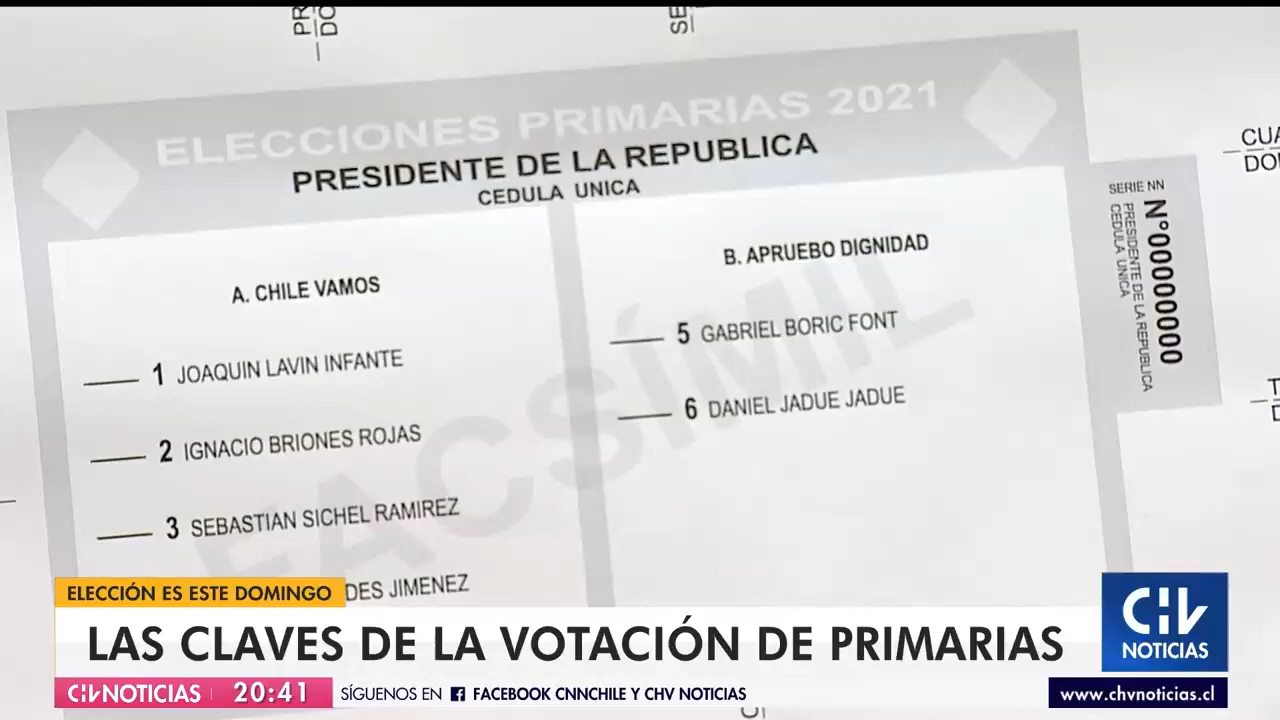 ELECCIONES PRIMARIAS 2021
PRESIDENTE DE LA REPUBLICA
CEDULA UNICA
A. CHILE VAMOS
1 JOAQUIN LAVIN INFANTE
2 IGNACIO BRIONES ROJAS
3 SEBASTIAN SICHEL RAMIREZ
DES JIMENEZ
B. APRUEBO DIGNIDAD
5 GABRIEL BORIC FONT
6 DANIEL JADUE JADUE
FACSÍMIL
SERIE NN
Nº00000000
PRESIDENTE DE LA REPUBLICA
CEDULA UNICA
ELECCIÓN ES ESTE DOMINGO
LAS CLAVES DE LA VOTACIÓN DE PRIMARIAS
CHV NOTICIAS
CHV NOTICIAS 20:41 SÍGUENOS EN FACEBOOK CNNCHILE Y CHV NOTICIAS
www.chvnoticias.cl